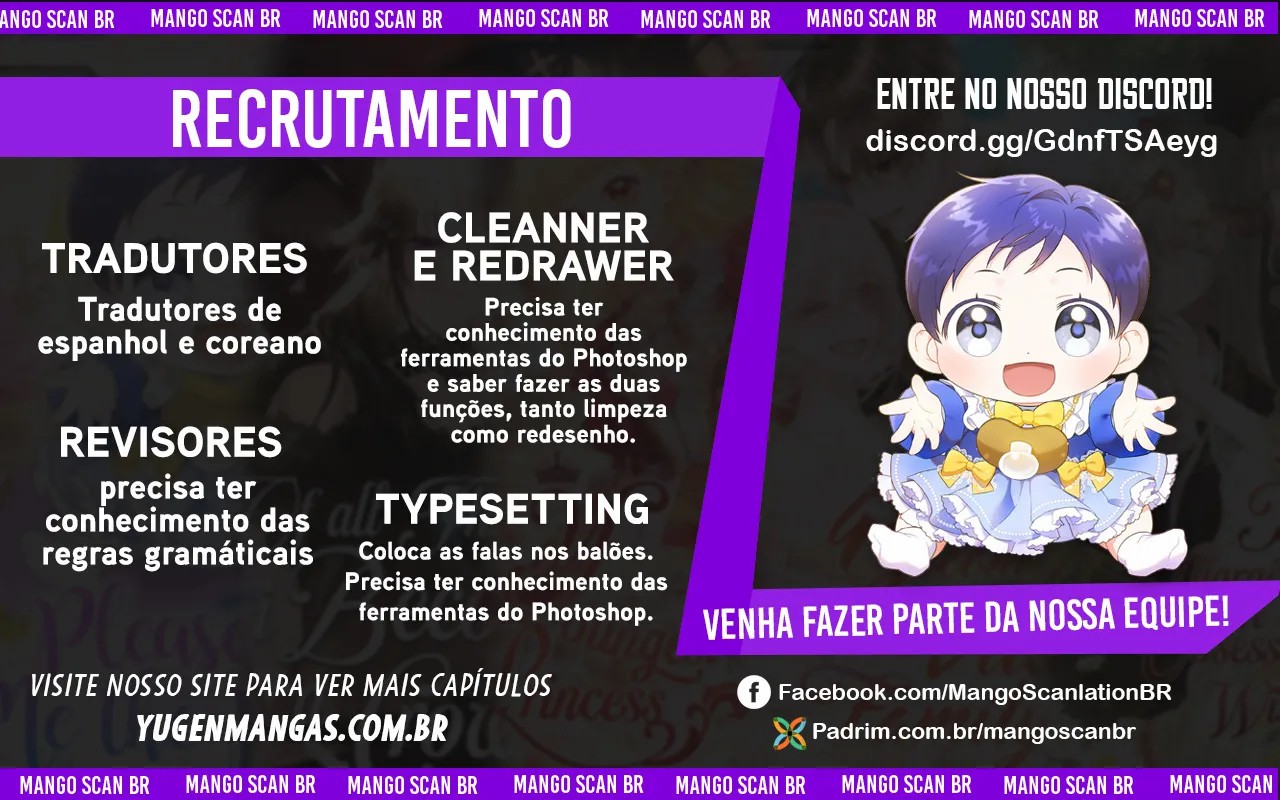 MANGO SCAN BR MANGO SCAN BR MANGO SCAN BR MANGO SCAN BR MANGO SCAN BR MANGO SCAN BR MANGO SCAN BR
RECRUTAMENTO
TRADUTORES
Tradutores de
espanhol e coreano
REVISORES
precisa ter
conhecimento das
regras gramáticais
CLEANNER
E REDRAWER
Precisa ter
conhecimento das
ferramentas do Photoshop
e saber fazer as duas
funções, tanto limpeza
como redesenho.
TYPESETTING
Coloca as falas nos balões.
Precisa ter conhecimento das
ferramentas do Photoshop.
ENTRE NO NOSSO DISCORD!
discord.gg/GdnfTSAeyg
VENHA FAZER PARTE DA NOSSA EQUIPE!
VISITE NOSSO SITE PARA VER MAIS CAPÍTULOS
YUGENMANGAS.COM.BR
Facebook.com/MangoScanlationBR
Padrim.com.br/mangoscanbr
MANGO SCAN BR MANGO SCAN BR MANGO SCAN BR MANGO SCAN BR MANGO SCAN BR MANGO SCAN BR MANGO SCAN BR MANGO SCAN